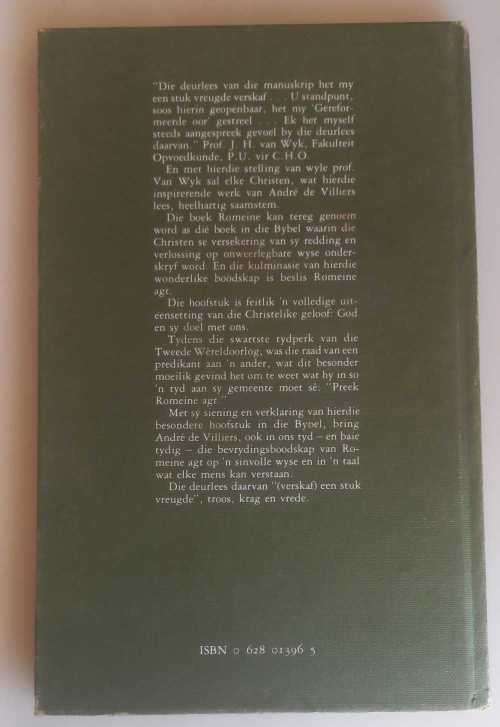 "Die deurlees van die manuskrip het my
een stuk vreugde verskaf . . . U standpunt,
soos hierin geopenbaar, het my 'Gerefor-
meerde oor' gestreel . . . Ek het myself
steeds aangespreek gevoel by die deurlees
daarvan." Prof. J. H. van Wyk, Fakulteit
Opvoedkunde, P.U. vir C.H.O.
En met hierdie stelling van wyle prof.
Van Wyk sal elke Christen, wat hierdie
inspirerende werk van André de Villiers
lees, heelhartig saamstem.
Die boek Romeine kan tereg genoem
word as dié boek in die Bybel waarin die
Christen se versekering van sy redding en
verlossing op onweerlegbare wyse onder-
skryf word. En die kulminasie van hierdie
wonderlike boodskap is beslis Romeine
agt.
Die hoofstuk is feitlik 'n volledige uit-
eensetting van die Christelike geloof: God
en sy doel met ons.
Tydens die swartste tydperk van die
Tweede Wêreldoorlog, was die raad van een
predikant aan 'n ander, wat dit besonder
moeilik gevind het om te weet wat hy in so
'n tyd aan sy gemeente moet sê: "Preek
Romeine agt."
Met sy siening en verklaring van hierdie
besondere hoofstuk in die Bybel, bring
André de Villiers, ook in ons tyd – en baie
tydig – die bevrydingsboodskap van Ro-
meine agt op 'n sinvolle wyse en in 'n taal
wat elke mens kan verstaan.
Die deurlees daarvan "(verskaf) een stuk
vreugde", troos, krag en vrede.
ISBN 0 628 01396 5